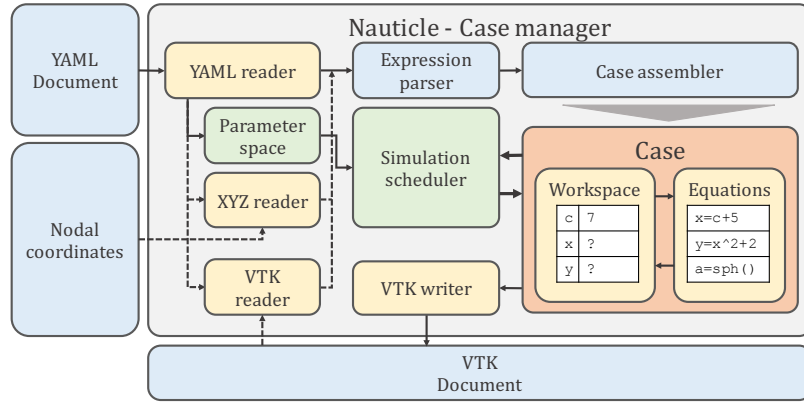 Nauticle - Case manager
YAML
Document
YAML reader
Expression
parser
Case assembler
Parameter
space
Simulation
scheduler
Case
Nodal
coordinates
XYZ reader
Workspace
c 7
x ?
y ?
Equations
x=c+5
y=x^2+2
a=sph()
VTK
reader
VTK writer
VTK
Document